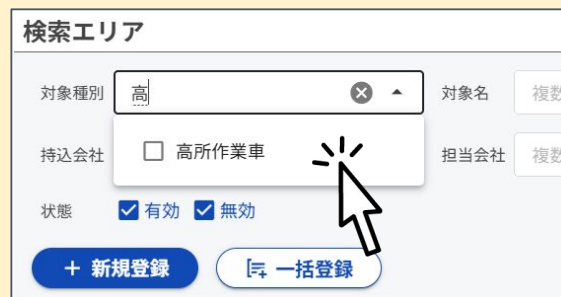 検索エリア
対象種別 高 対象名 複数
高所作業車
持込会社 担当会社 複数
状態 有効 無効
+ 新規登録 一括登録